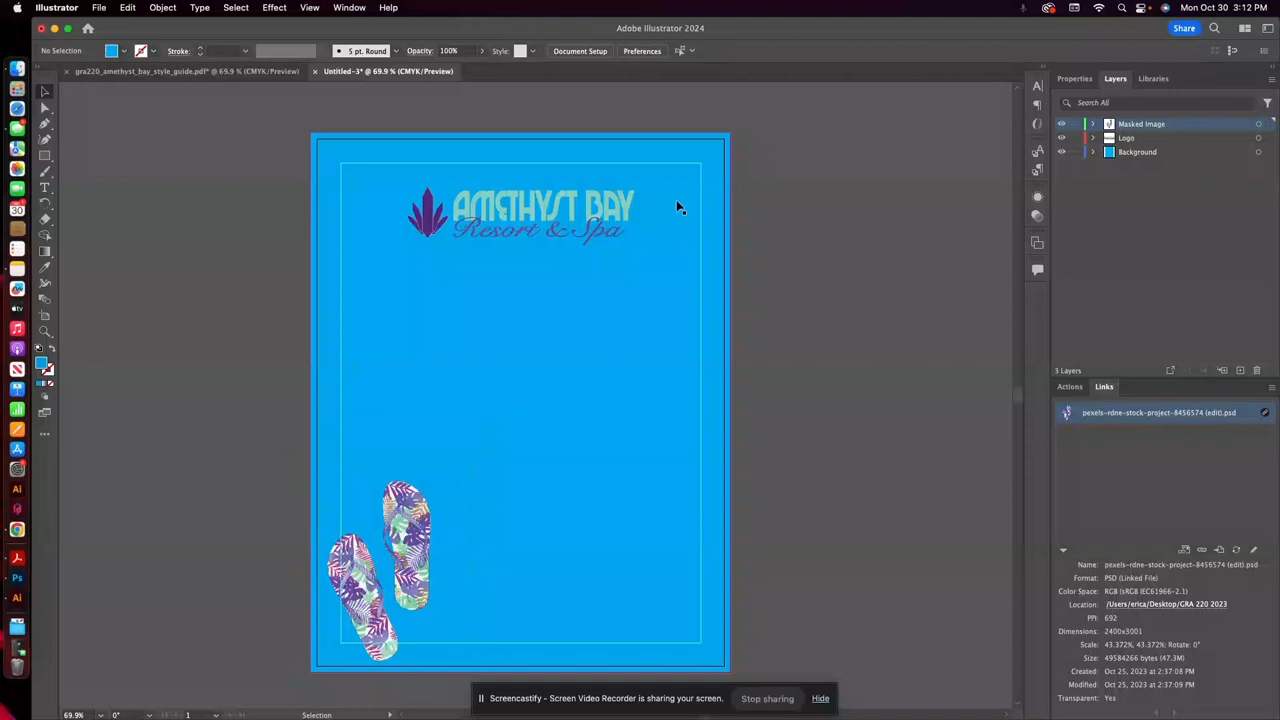 Illustrator File Edit Object Type Select Effect View Window Help Mon Oct 30 3:12 PM
Adobe Illustrator 2024
Share
No Selection Stroke: 5 pt. Round Opacity: 100% Style: Document Setup Preferences
gra220_amethyst_bay_style_guide.pdf* @ 69.9 % (CMYK/Preview) Untitled-3* @ 69.9 % (CMYK/Preview)
Properties Layers Libraries
Search All
Masked Image
Logo
Background
AMETHYST BAY
Resort & Spa
3 Layers
Actions Links
pexels-rdne-stock-project-8456574 (edit).psd
Name: pexels-rdne-stock-project-8456574 (edit).psd
Format: PSD (Linked File)
Color Space: RGB (sRGB IEC61966-2.1)
Location: /Users/erica/Desktop/GRA 220 2023
PPI: 692
Dimensions: 2400x3001
Scale: 43.372%, 43.372%; Rotate: 0°
Size: 49584266 bytes (47.3M)
Created: Oct 25, 2023 at 2:37:08 PM
Modified: Oct 25, 2023 at 2:37:09 PM
Transparent: Yes
Screencastify - Screen Video Recorder is sharing your screen. Stop sharing Hide
69.9% 0° 1 Selection